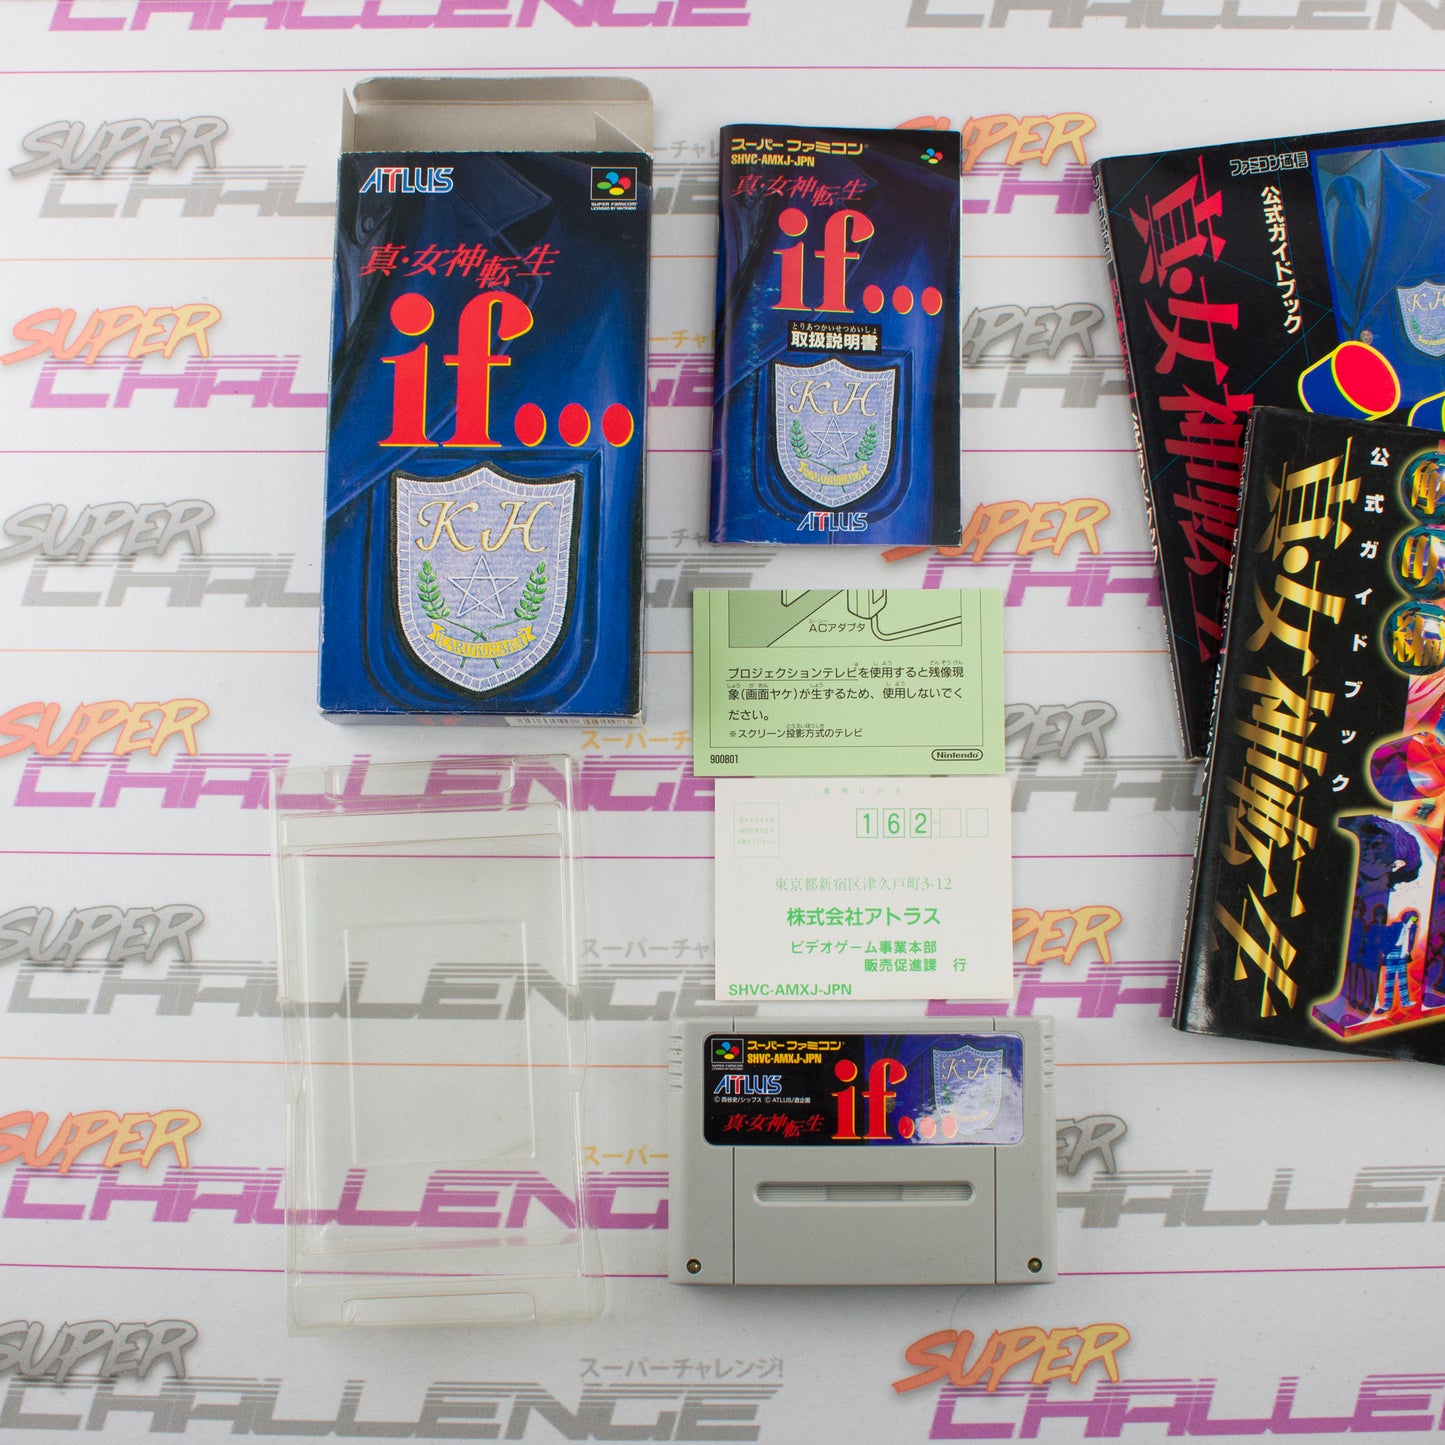 ATLUS
SUPER FAMICOM
LICENSED BY NINTENDO
真・女神転生
if...
K H
KARUKOZAKA
スーパーファミコン
SHVC-AMXJ-JPN
真・女神転生
if...
とりあつかいせつめいしょ
取扱説明書
K H
ATLUS
ファミコン通信
公式ガイドブック
真・女神転生
K H
公式ガイドブック
真・女神転生
エーシー
ACアダプタ
プロジェクションテレビを使用すると残像現
象(画面ヤケ)が生ずるため、使用しないでく
ださい。
※スクリーン投影方式のテレビ
900801
Nintendo
郵便はがき
162
東京都新宿区津久戸町3-12
株式会社アトラス
ビデオゲーム事業本部
販売促進課 行
SHVC-AMXJ-JPN
スーパーファミコン
SHVC-AMXJ-JPN
ATLUS
真・女神転生
if...
K H
SUPER
CHALLENGE
スーパーチャレンジ!